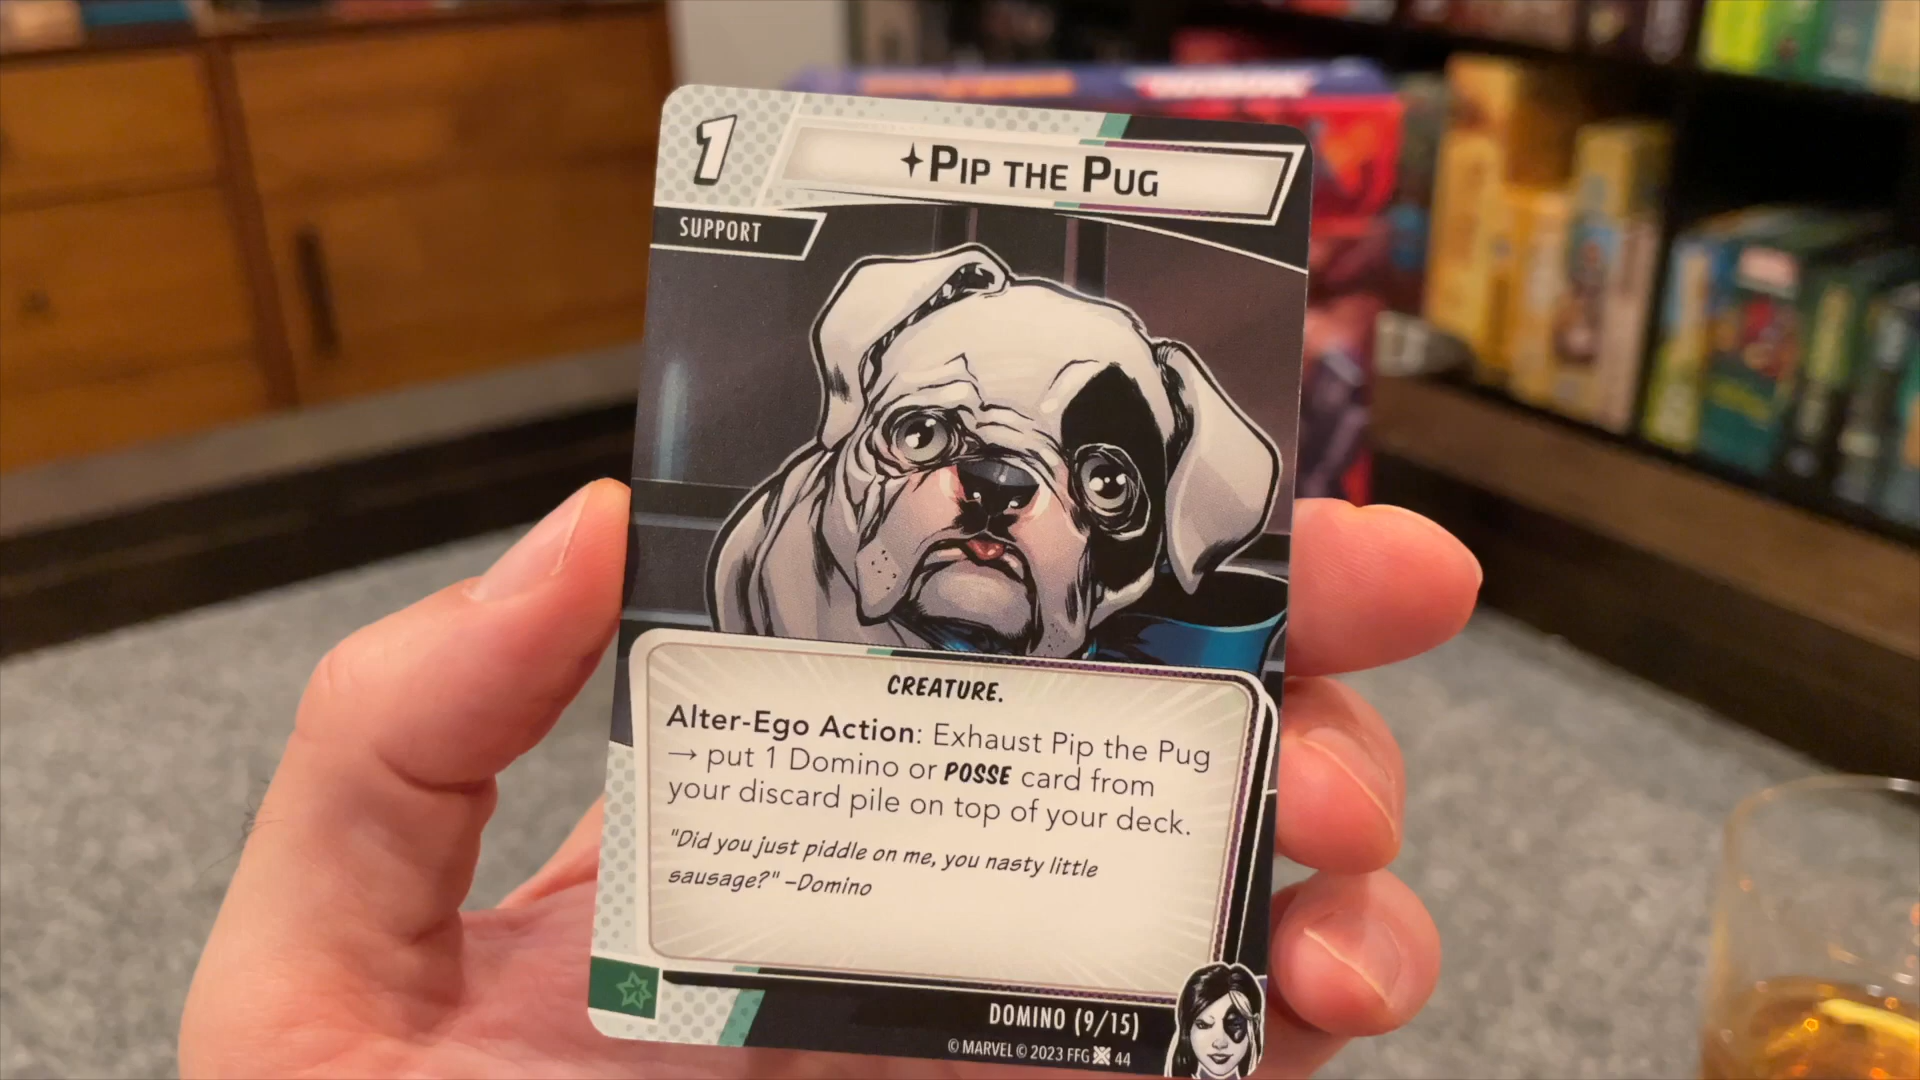 1
PIP THE PUG
SUPPORT
CREATURE.
Alter-Ego Action: Exhaust Pip the Pug
→ put 1 Domino or POSSE card from
your discard pile on top of your deck.
"Did you just piddle on me, you nasty little
sausage?" –Domino
DOMINO (9/15)
© MARVEL © 2023 FFG 44